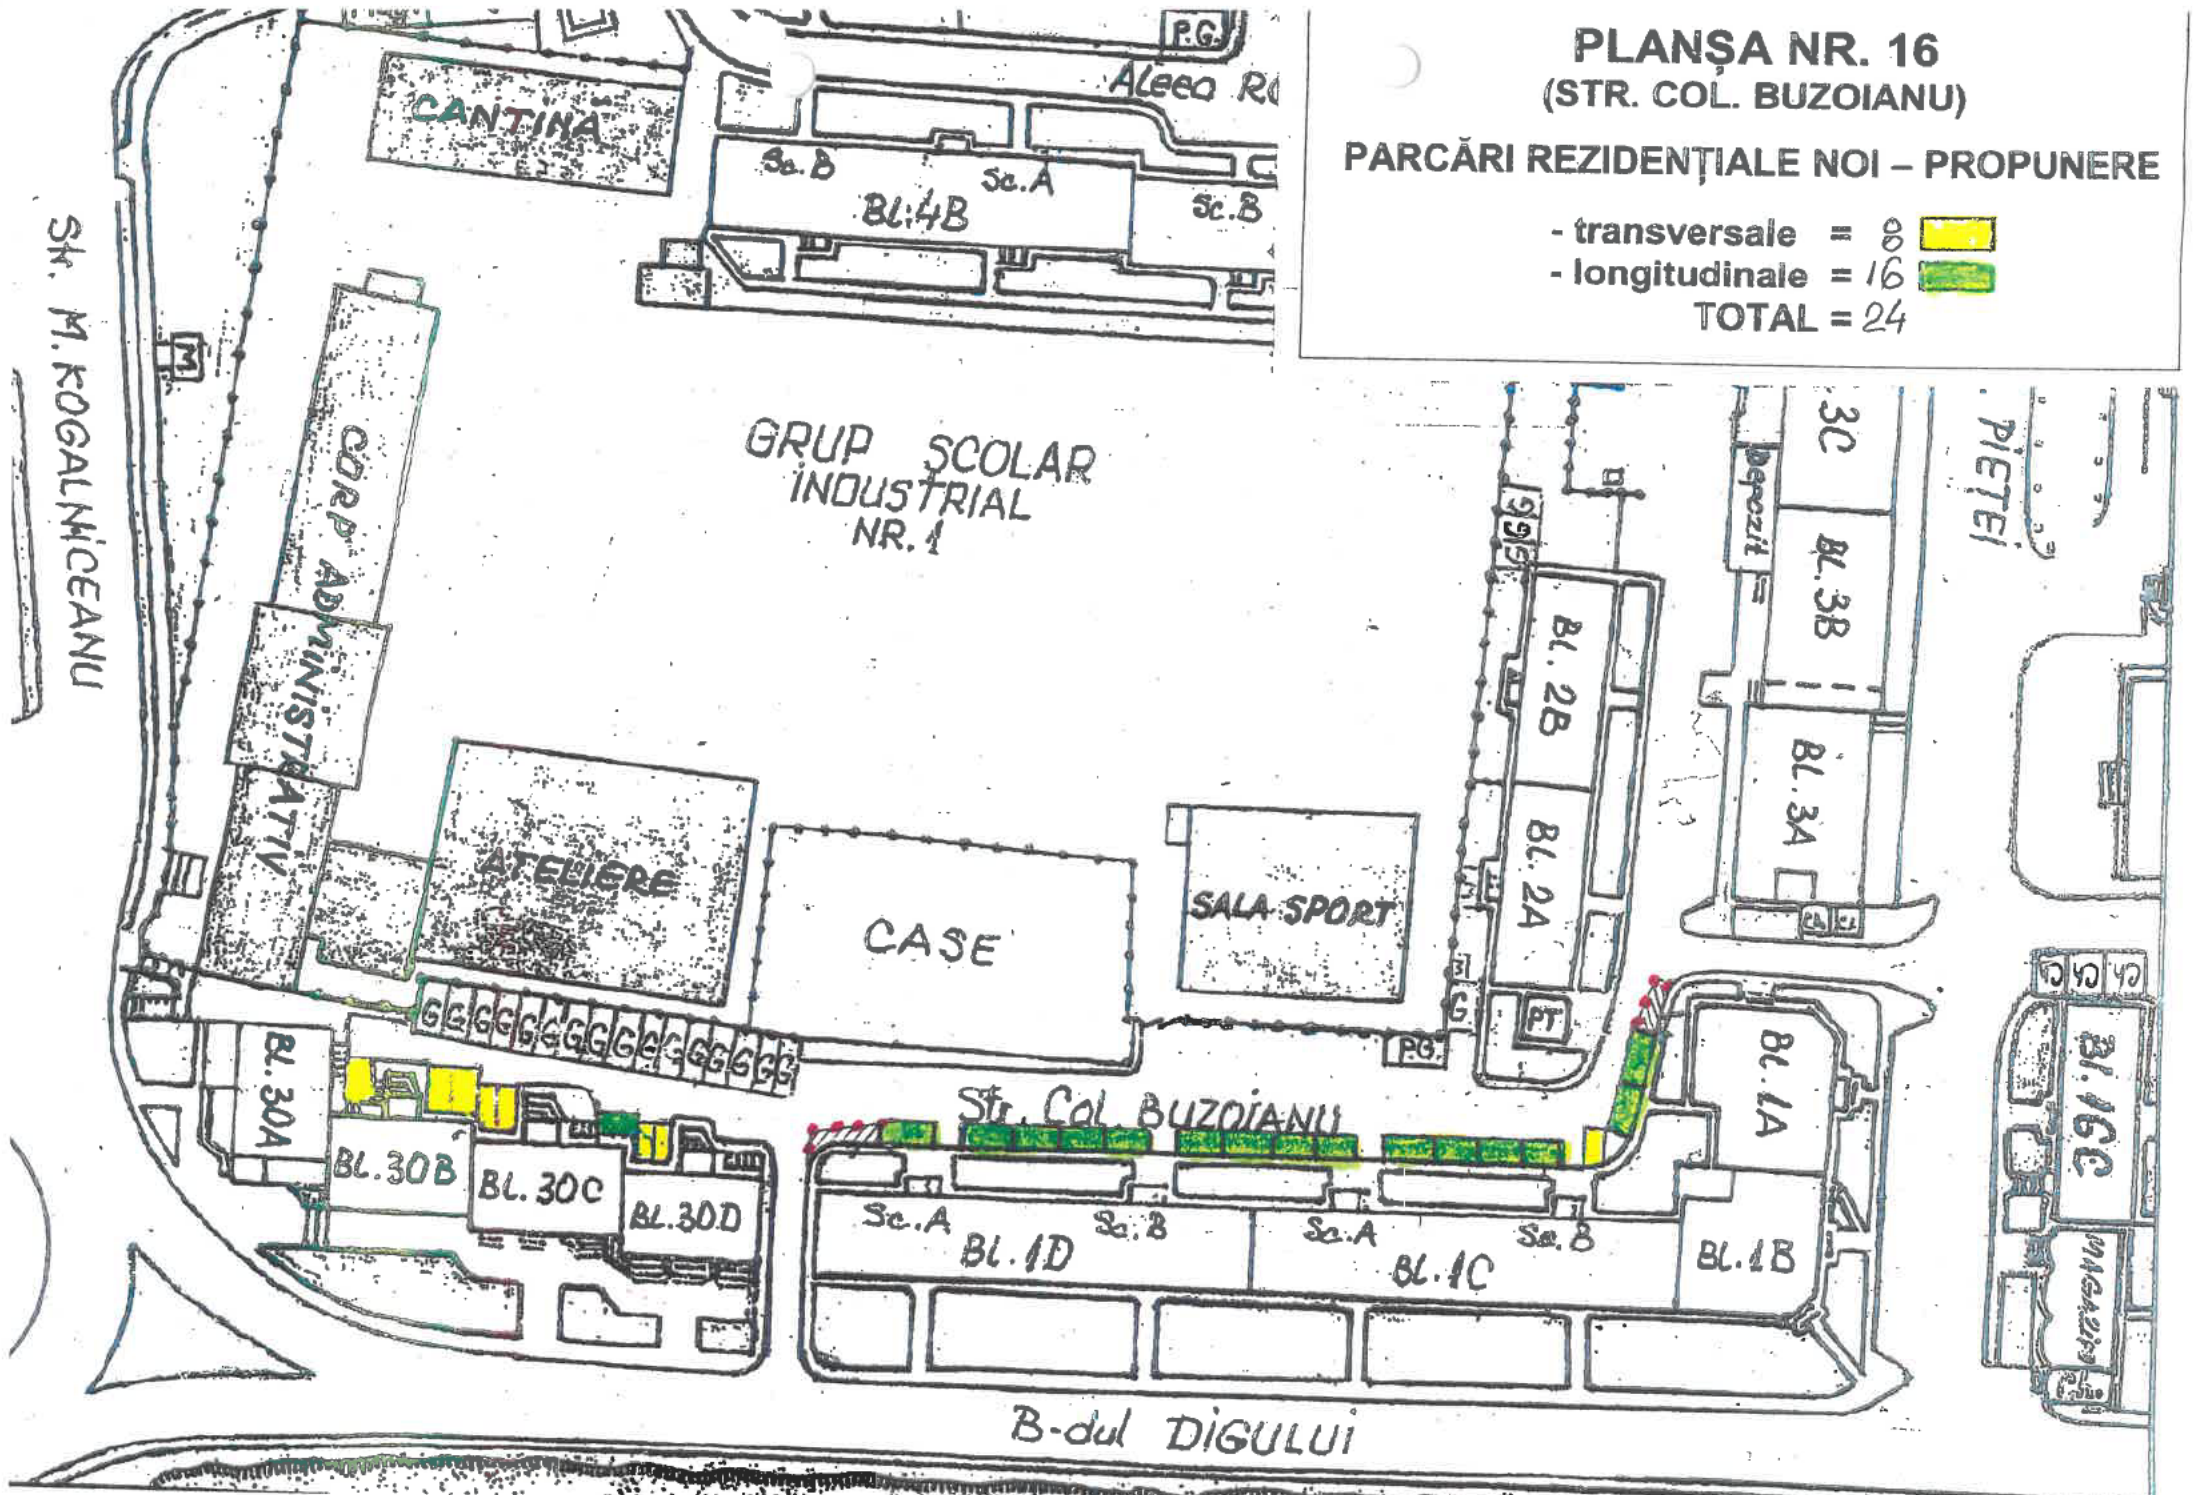 PLANȘA NR. 16
(STR. COL. BUZOIANU)
PARCĂRI REZIDENȚIALE NOI – PROPUNERE
- transversale = 8
- longitudinale = 16
TOTAL = 24
P.G.
Aleea
CANTINA
Sc.B
Sc.A
Sc.B
BL.4B
Str. M. KOGALNICEANU
M
CORP ADMINISTRATIV
GRUP ȘCOLAR
INDUSTRIAL
NR. 1
3C
Depozit
PIEȚEI
BL. 3B
BL. 2B
BL. 3A
BL. 2A
ATELIERE
CASE
SALA SPORT
G
PT
P.G.
G G G G G G G G G G G G G G G
BL. 1A
BL. 16C
BL. 30A
Str. Col. BUZOIANU
BL. 30B
BL. 30C
BL. 30D
Sc. A
Sc. B
Sc. A
Sc. B
BL. 1D
BL. 1C
BL. 1B
B-dul DIGULUI